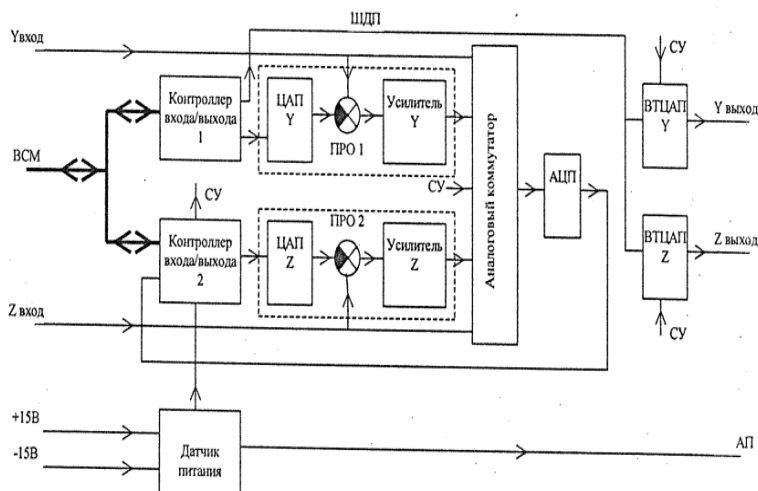 ШДП
Yвход
СУ
Контроллер
входа/выхода
1
ЦАП
Y
Усилитель
Y
ВТЦАП
Y
Y выход
ПРО 1
ВСМ
Аналоговый коммутатор
АЦП
СУ
СУ
ПРО 2
Контроллер
входа/выхода
2
ЦАП
Z
Усилитель
Z
ВТЦАП
Z
Z выход
Z вход
СУ
+15В
-15В
Датчик
питания
АП